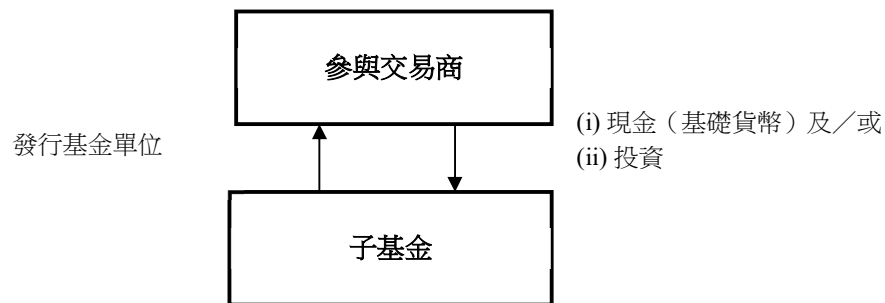 參與交易商
發行基金單位
(i) 現金（基礎貨幣）及／或
(ii) 投資
子基金